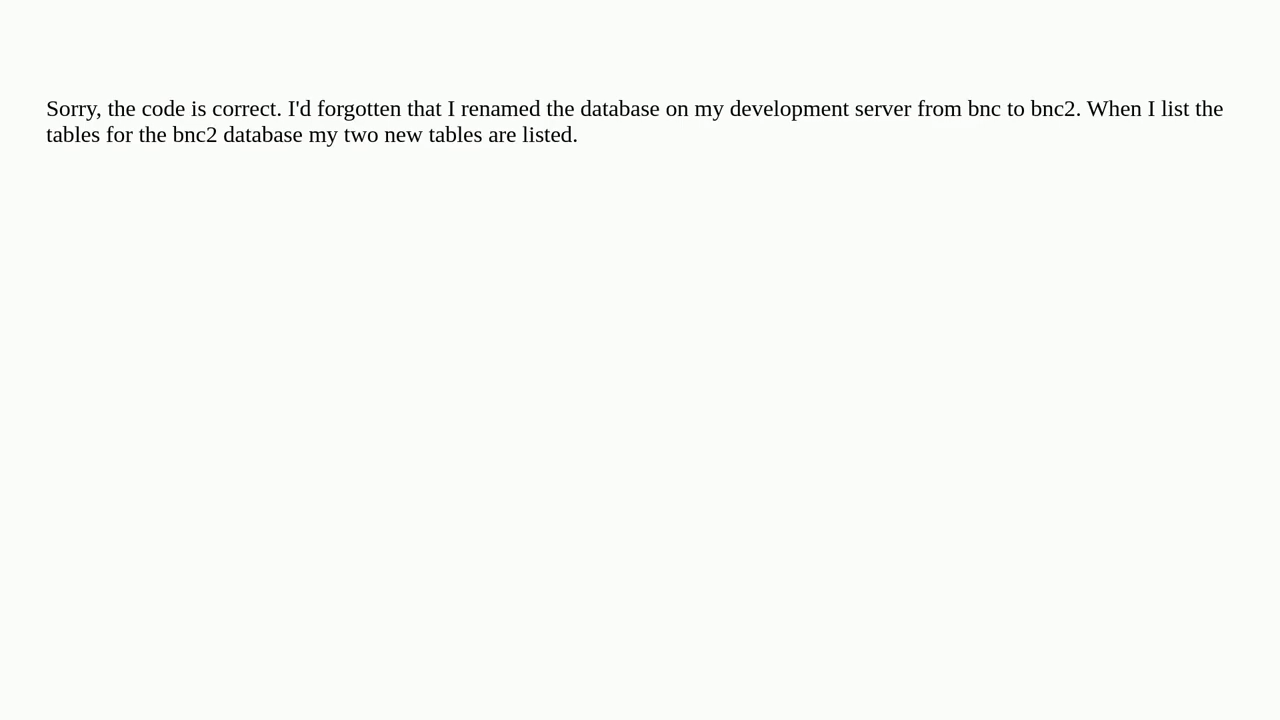 Sorry, the code is correct. I'd forgotten that I renamed the database on my development server from bnc to bnc2. When I list the
tables for the bnc2 database my two new tables are listed.